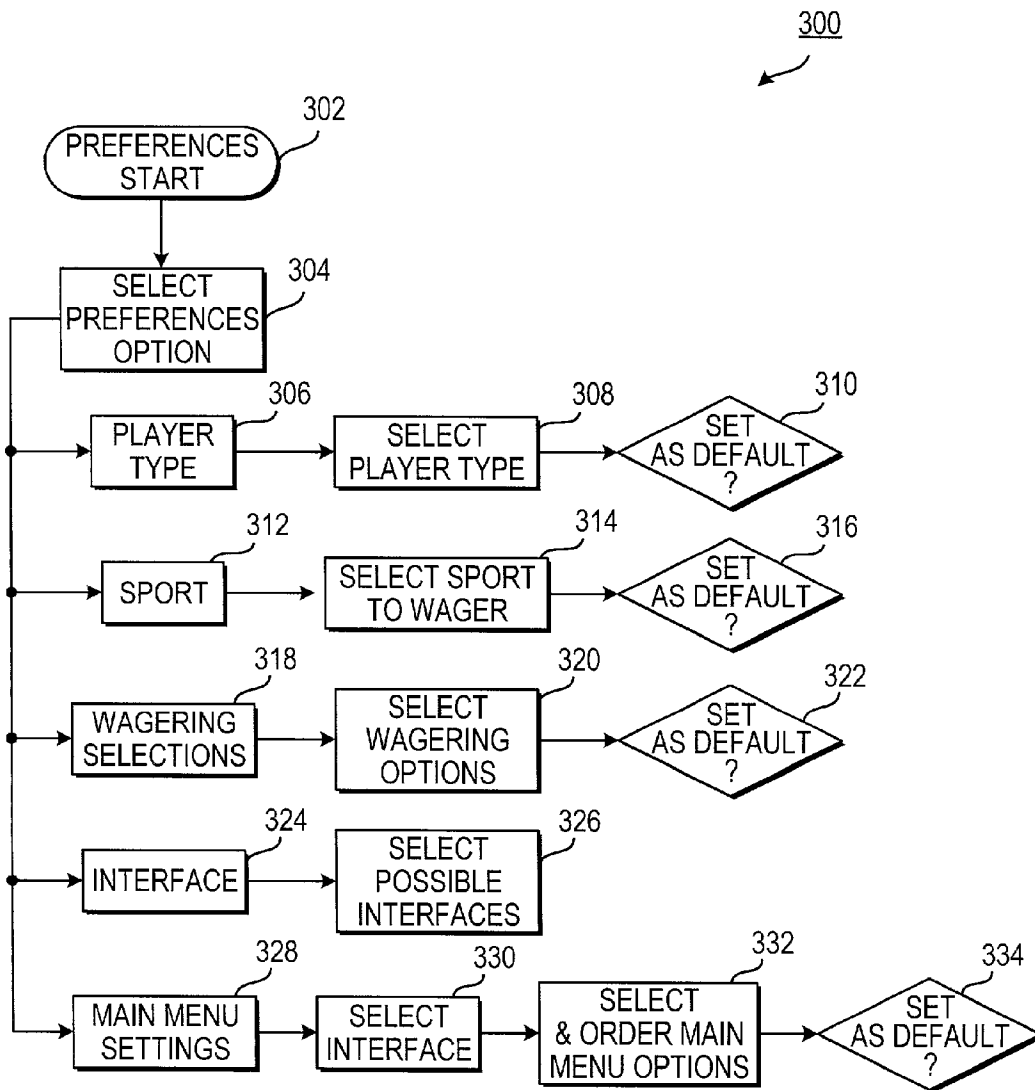 300
302
PREFERENCES
START
304
SELECT
PREFERENCES
OPTION
306
PLAYER
TYPE
308
SELECT
PLAYER TYPE
310
SET
AS DEFAULT
?
312
SPORT
314
SELECT SPORT
TO WAGER
316
SET
AS DEFAULT
?
318
WAGERING
SELECTIONS
320
SELECT
WAGERING
OPTIONS
322
SET
AS DEFAULT
?
324
INTERFACE
326
SELECT
POSSIBLE
INTERFACES
328
MAIN MENU
SETTINGS
330
SELECT
INTERFACE
332
SELECT
& ORDER MAIN
MENU OPTIONS
334
SET
AS DEFAULT
?